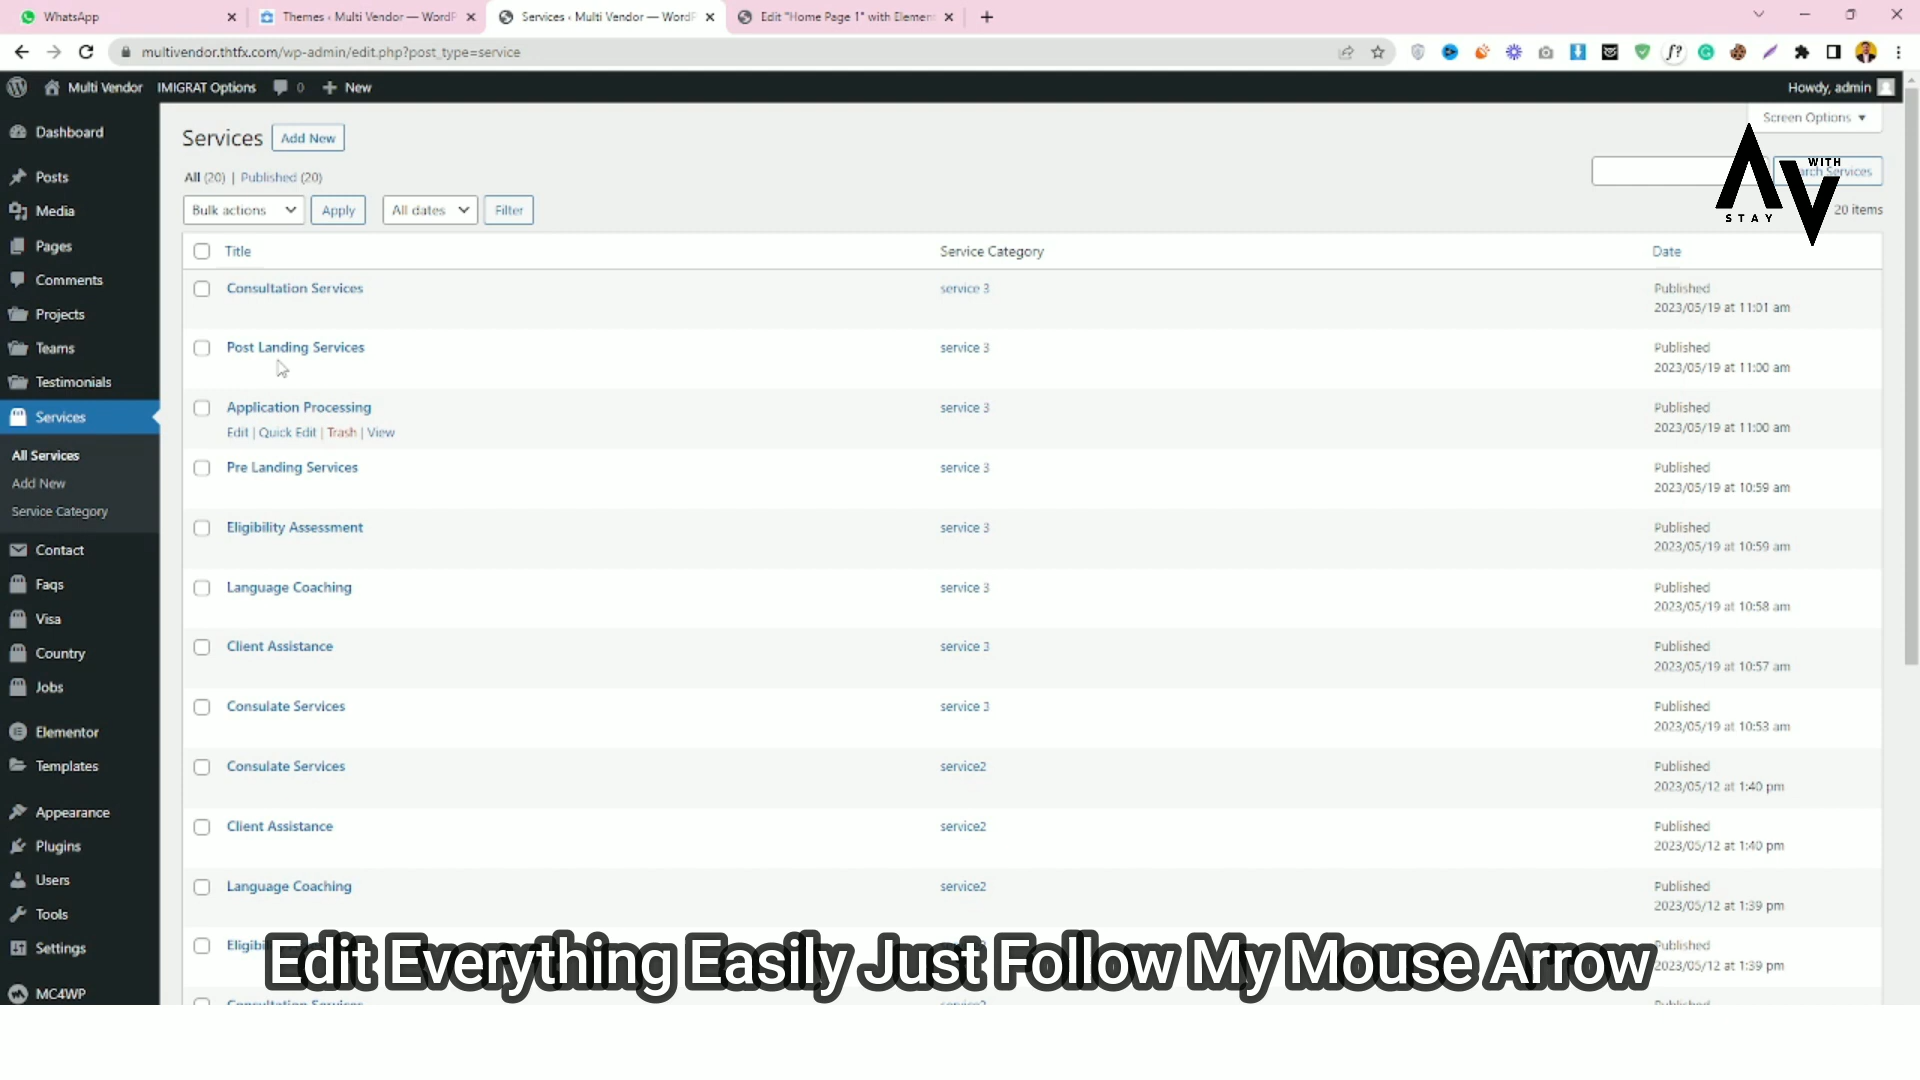 WhatsApp
Themes ‹ Multi Vendor — WordP
Services ‹ Multi Vendor — WordP
Edit "Home Page 1" with Elemen
multivendor.thtfx.com/wp-admin/edit.php?post_type=service
f?
Multi Vendor
IMIGRAT Options
0
New
Howdy, admin
Dashboard
Posts
Media
Pages
Comments
Projects
Teams
Testimonials
Services
All Services
Add New
Service Category
Contact
Faqs
Visa
Country
Jobs
Elementor
Templates
Appearance
Plugins
Users
Tools
Settings
MC4WP
Screen Options
Services
Add New
All (20) | Published (20)
WITH
STAY
Bulk actions
Apply
All dates
Filter
20 items
Title
Service Category
Date
Consultation Services
service 3
Published
2023/05/19 at 11:01 am
Post Landing Services
service 3
Published
2023/05/19 at 11:00 am
Application Processing
service 3
Published
Edit | Quick Edit | Trash | View
2023/05/19 at 11:00 am
Pre Landing Services
service 3
Published
2023/05/19 at 10:59 am
Eligibility Assessment
service 3
Published
2023/05/19 at 10:59 am
Language Coaching
service 3
Published
2023/05/19 at 10:58 am
Client Assistance
service 3
Published
2023/05/19 at 10:57 am
Consulate Services
service 3
Published
2023/05/19 at 10:53 am
Consulate Services
service2
Published
2023/05/12 at 1:40 pm
Client Assistance
service2
Published
2023/05/12 at 1:40 pm
Language Coaching
service2
Published
2023/05/12 at 1:39 pm
Published
2023/05/12 at 1:39 pm
Edit Everything Easily Just Follow My Mouse Arrow